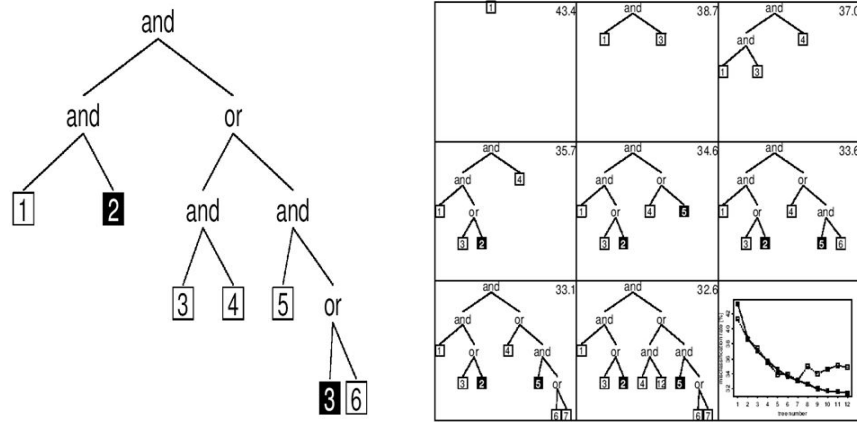 and
and or
1 2 and and
3 4 5 or
3 6
1 43.4
and 38.7
1 3
and 37.0
and 4
1 3
and 35.7
and 4
1 or
3 2
and 34.6
and or
1 or 4 5
3 2
and 33.6
and or
1 or 4 and
3 2 5 6
and 33.1
and or
1 or 4 and
3 2 5 or
6 7
and 32.6
and or
1 or and and
3 2 4 12 5 or
6 7
misclassification rate (%)
1 2 3 4 5 6 7 8 9 10 11 12
tree number